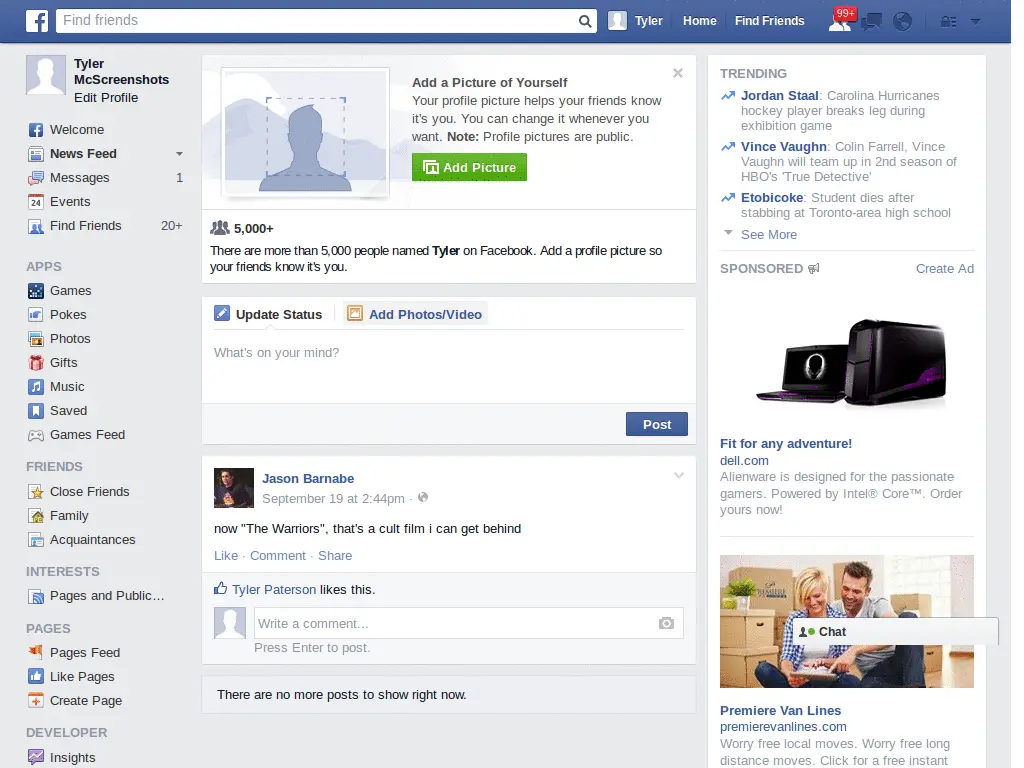 Find friends
Tyler
Home
Find Friends
99+
Tyler
McScreenshots
Edit Profile
Welcome
News Feed
Messages 1
24 Events
Find Friends 20+
APPS
Games
Pokes
Photos
Gifts
Music
Saved
Games Feed
FRIENDS
Close Friends
Family
Acquaintances
INTERESTS
Pages and Public…
PAGES
Pages Feed
Like Pages
Create Page
DEVELOPER
Insights
Add a Picture of Yourself
Your profile picture helps your friends know
it's you. You can change it whenever you
want. Note: Profile pictures are public.
Add Picture
5,000+
There are more than 5,000 people named Tyler on Facebook. Add a profile picture so
your friends know it's you.
Update Status
Add Photos/Video
What's on your mind?
Post
Jason Barnabe
September 19 at 2:44pm ·
now "The Warriors", that's a cult film i can get behind
Like · Comment · Share
Tyler Paterson likes this.
Write a comment...
Press Enter to post.
There are no more posts to show right now.
TRENDING
Jordan Staal: Carolina Hurricanes
hockey player breaks leg during
exhibition game
Vince Vaughn: Colin Farrell, Vince
Vaughn will team up in 2nd season of
HBO's 'True Detective'
Etobicoke: Student dies after
stabbing at Toronto-area high school
See More
SPONSORED
Create Ad
Fit for any adventure!
dell.com
Alienware is designed for the passionate
gamers. Powered by Intel® Core™. Order
yours now!
PREMIERE
Chat
Premiere Van Lines
premierevanlines.com
Worry free local moves. Worry free long
distance moves. Click for a free instant